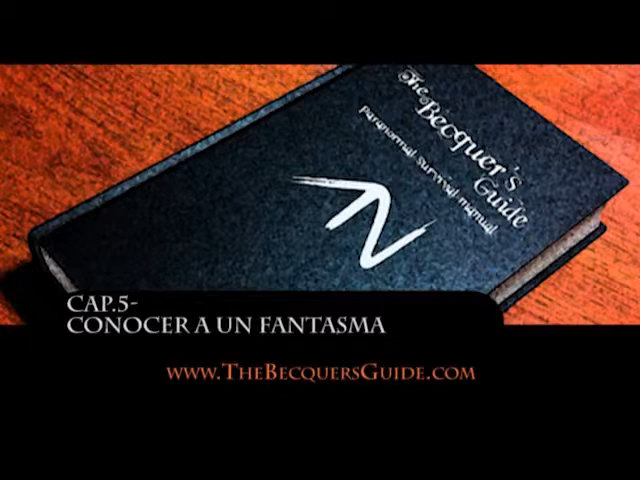 The
Becquer's
Guide
Paranormal survival manual
CAP.5-
CONOCER A UN FANTASMA
WWW.THEBECQUERSGUIDE.COM